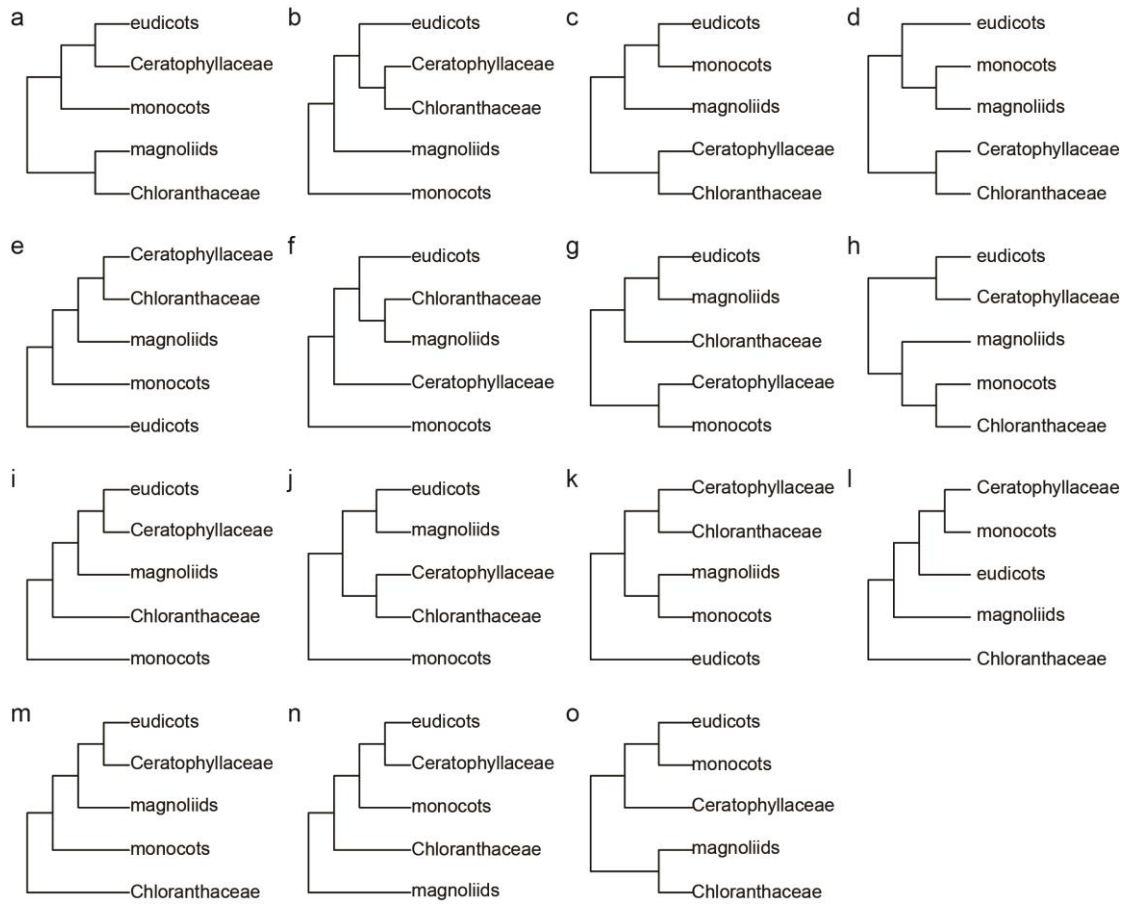 a
eudicots
Ceratophyllaceae
monocots
magnoliids
Chloranthaceae
b
eudicots
Ceratophyllaceae
Chloranthaceae
magnoliids
monocots
c
eudicots
monocots
magnoliids
Ceratophyllaceae
Chloranthaceae
d
eudicots
monocots
magnoliids
Ceratophyllaceae
Chloranthaceae
e
Ceratophyllaceae
Chloranthaceae
magnoliids
monocots
eudicots
f
eudicots
Chloranthaceae
magnoliids
Ceratophyllaceae
monocots
g
eudicots
magnoliids
Chloranthaceae
Ceratophyllaceae
monocots
h
eudicots
Ceratophyllaceae
magnoliids
monocots
Chloranthaceae
i
eudicots
Ceratophyllaceae
magnoliids
Chloranthaceae
monocots
j
eudicots
magnoliids
Ceratophyllaceae
Chloranthaceae
monocots
k
Ceratophyllaceae
Chloranthaceae
magnoliids
monocots
eudicots
l
Ceratophyllaceae
monocots
eudicots
magnoliids
Chloranthaceae
m
eudicots
Ceratophyllaceae
magnoliids
monocots
Chloranthaceae
n
eudicots
Ceratophyllaceae
monocots
Chloranthaceae
magnoliids
o
eudicots
monocots
Ceratophyllaceae
magnoliids
Chloranthaceae